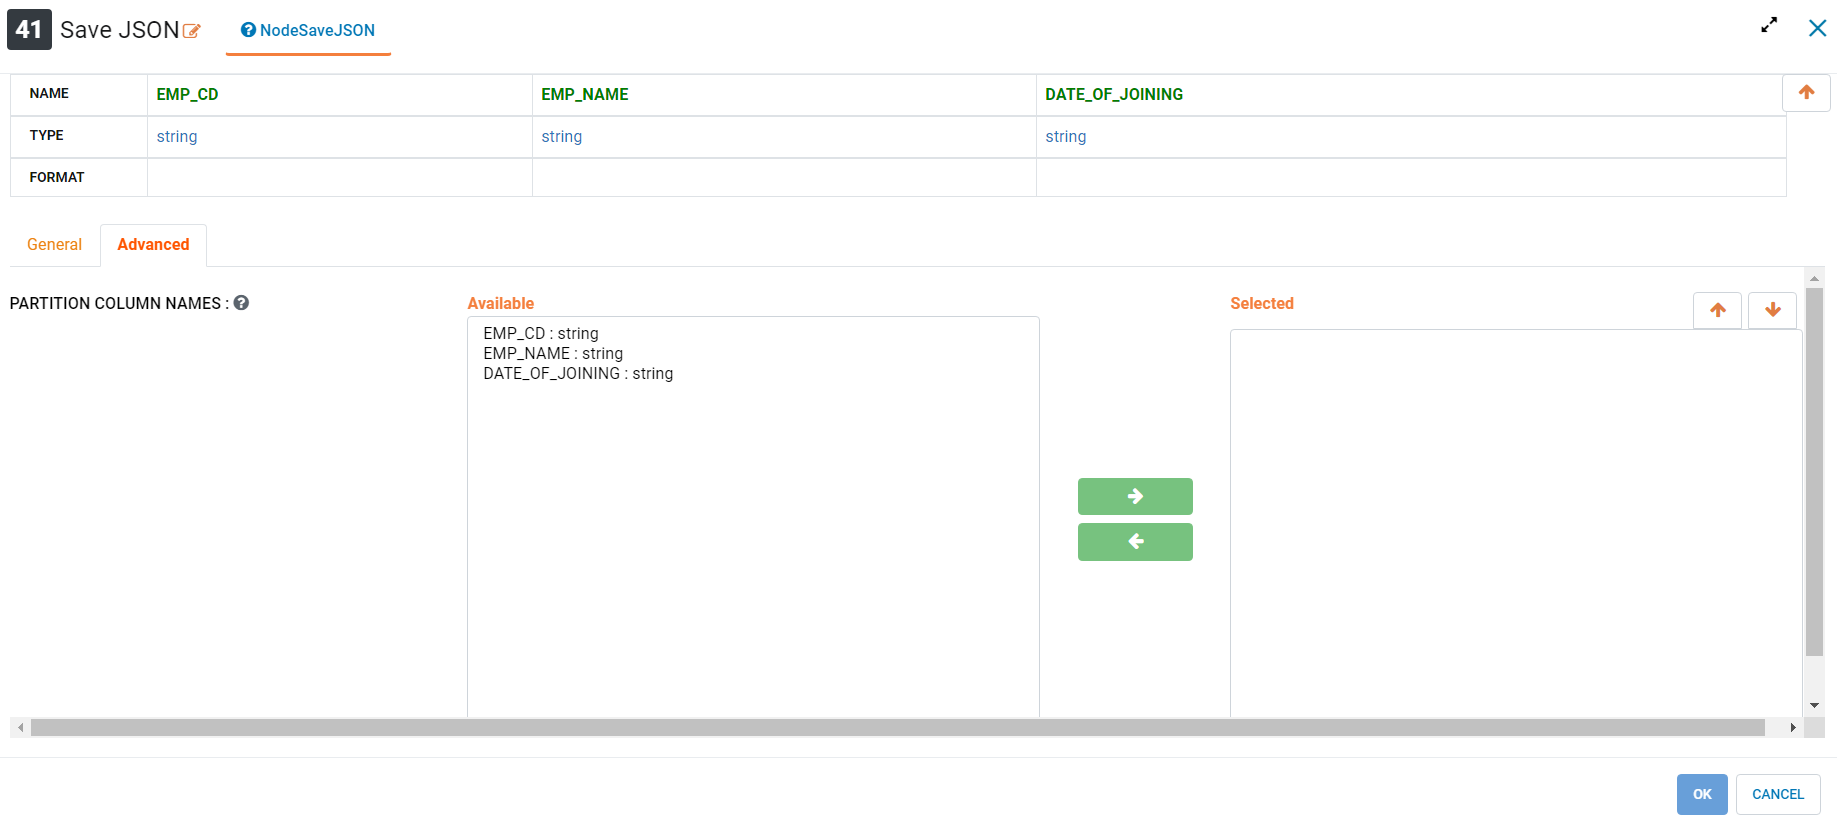 41 Save JSON NodeSaveJSON
NAME EMP_CD EMP_NAME DATE_OF_JOINING
TYPE string string string
FORMAT
General Advanced
PARTITION COLUMN NAMES : Available Selected
EMP_CD : string
EMP_NAME : string
DATE_OF_JOINING : string
OK CANCEL